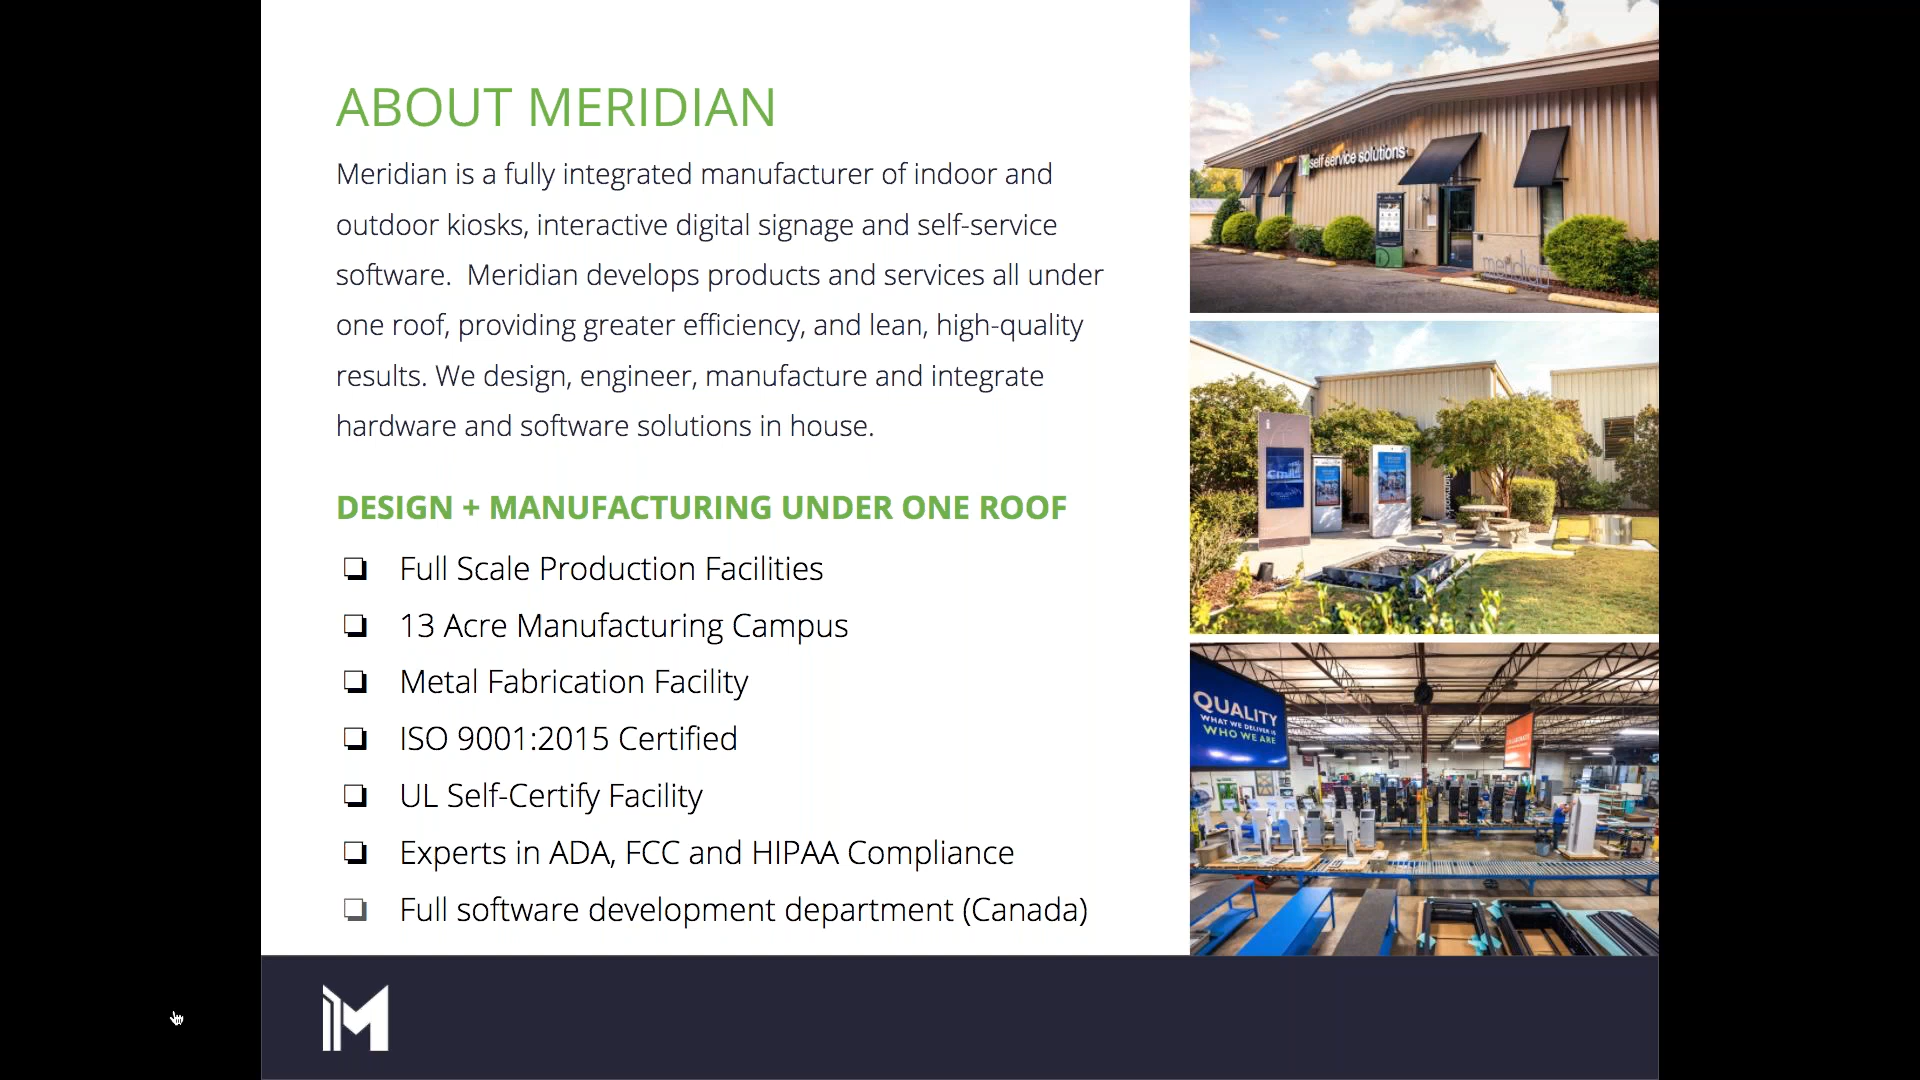 ABOUT MERIDIAN
Meridian is a fully integrated manufacturer of indoor and
outdoor kiosks, interactive digital signage and self-service
software.  Meridian develops products and services all under
one roof, providing greater efficiency, and lean, high-quality
results. We design, engineer, manufacture and integrate
hardware and software solutions in house.
DESIGN + MANUFACTURING UNDER ONE ROOF
❏ Full Scale Production Facilities
❏ 13 Acre Manufacturing Campus
❏ Metal Fabrication Facility
❏ ISO 9001:2015 Certified
❏ UL Self-Certify Facility
❏ Experts in ADA, FCC and HIPAA Compliance
❏ Full software development department (Canada)
self service solutions
meridian
QUALITY
WHAT WE DELIVER IS
WHO WE ARE
M